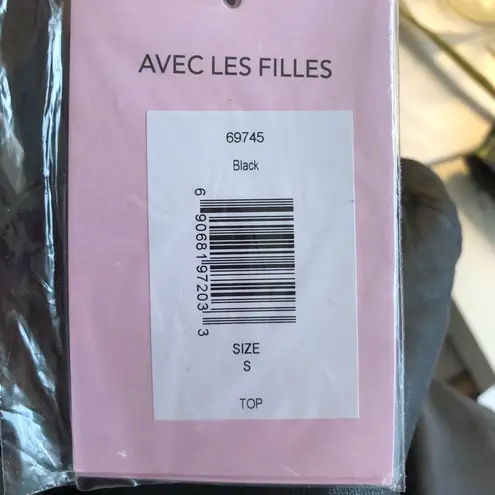 AVEC LES FILLES
69745
Black
6 90681 97203 3
SIZE
S
TOP